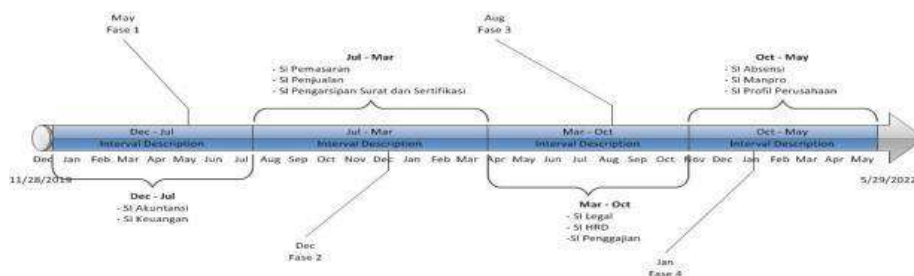 May
Fase 1
Aug
Fase 3
Jul - Mar
- SI Pemasaran
- SI Penjualan
- SI Pengarsipan Surat dan Sertifikasi
Oct - May
- SI Absensi
- SI Manpro
- SI Profil Perusahaan
Dec - Jul
Interval Description
Jul - Mar
Interval Description
Mar - Oct
Interval Description
Oct - May
Interval Description
Dec Jan Feb Mar Apr May Jun Jul Aug Sep Oct Nov Dec Jan Feb Mar Apr May Jun Jul Aug Sep Oct Nov Dec Jan Feb Mar Apr May
11/28/2019
5/29/2022
Dec - Jul
- SI Akuntansi
- SI Keuangan
Mar - Oct
- SI Legal
- SI HRD
-SI Penggajian
Dec
Fase 2
Jan
Fase 4